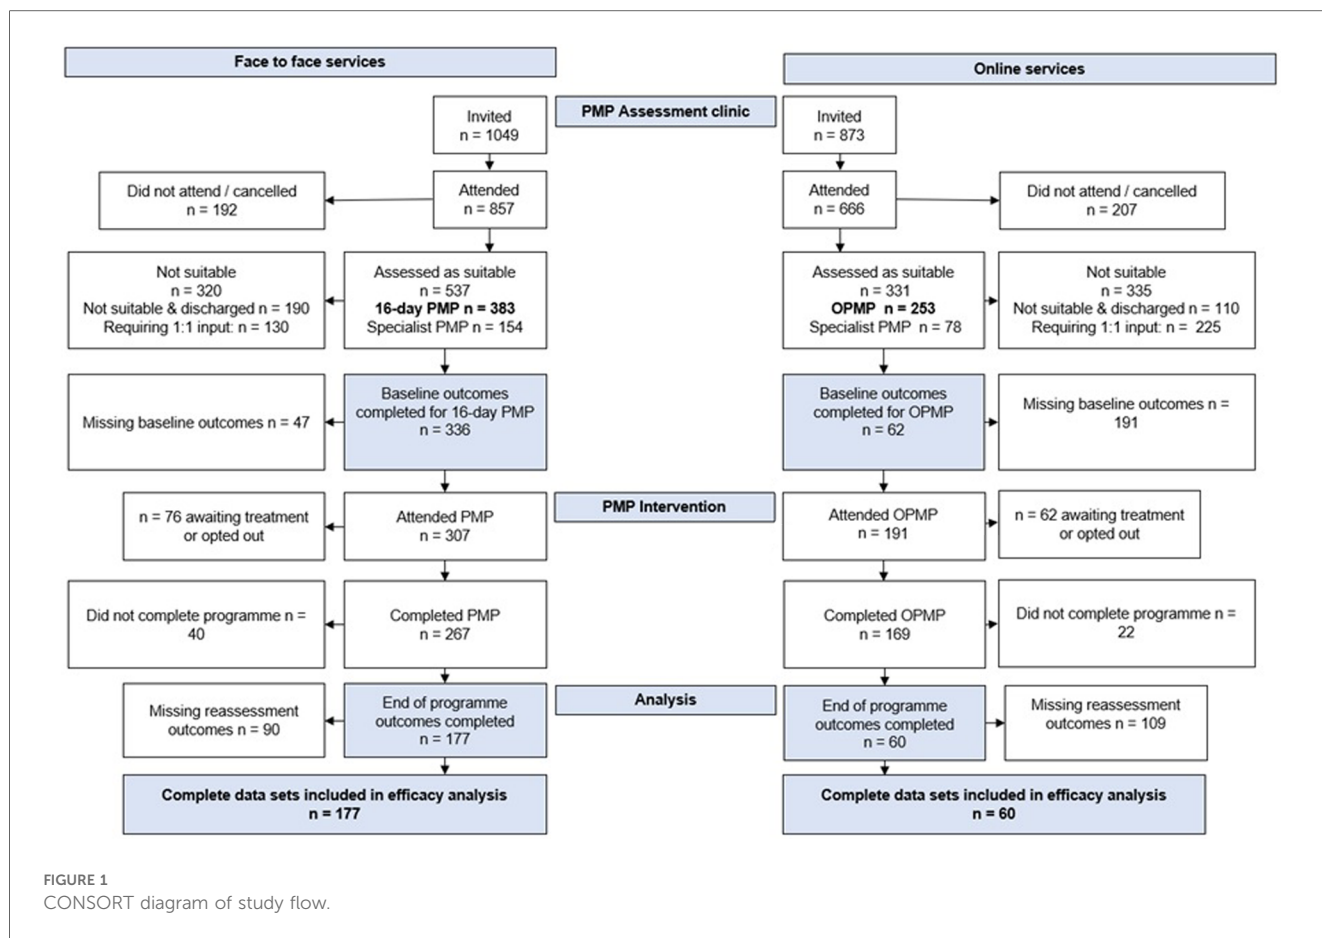 Face to face services
Online services
PMP Assessment clinic
Invited
n = 1049
Invited
n = 873
Did not attend / cancelled
n = 192
Attended
n = 857
Attended
n = 666
Did not attend / cancelled
n = 207
Not suitable
n = 320
Not suitable & discharged n = 190
Requiring 1:1 input: n = 130
Assessed as suitable
n = 537
16-day PMP n = 383
Specialist PMP n = 154
Assessed as suitable
n = 331
OPMP n = 253
Specialist PMP n = 78
Not suitable
n = 335
Not suitable & discharged n = 110
Requiring 1:1 input: n = 225
Missing baseline outcomes n = 47
Baseline outcomes
completed for 16-day PMP
n = 336
Baseline outcomes
completed for OPMP
n = 62
Missing baseline outcomes n =
191
PMP Intervention
n = 76 awaiting treatment
or opted out
Attended PMP
n = 307
Attended OPMP
n = 191
n = 62 awaiting treatment
or opted out
Did not complete programme n =
40
Completed PMP
n = 267
Completed OPMP
n = 169
Did not complete programme n =
22
Analysis
Missing reassessment
outcomes n = 90
End of programme
outcomes completed
n = 177
End of programme
outcomes completed
n = 60
Missing reassessment
outcomes n = 109
Complete data sets included in efficacy analysis
n = 177
Complete data sets included in efficacy analysis
n = 60
FIGURE 1
CONSORT diagram of study flow.